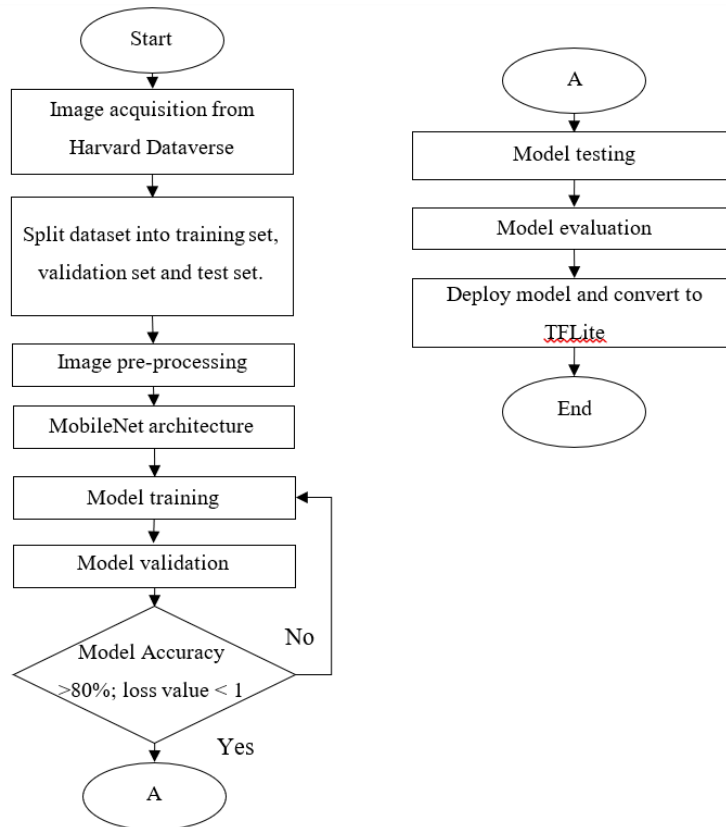 Start
Image acquisition from
Harvard Dataverse
Split dataset into training set,
validation set and test set.
Image pre-processing
MobileNet architecture
Model training
Model validation
Model Accuracy
>80%; loss value < 1
No
Yes
A
A
Model testing
Model evaluation
Deploy model and convert to
TFLite
End